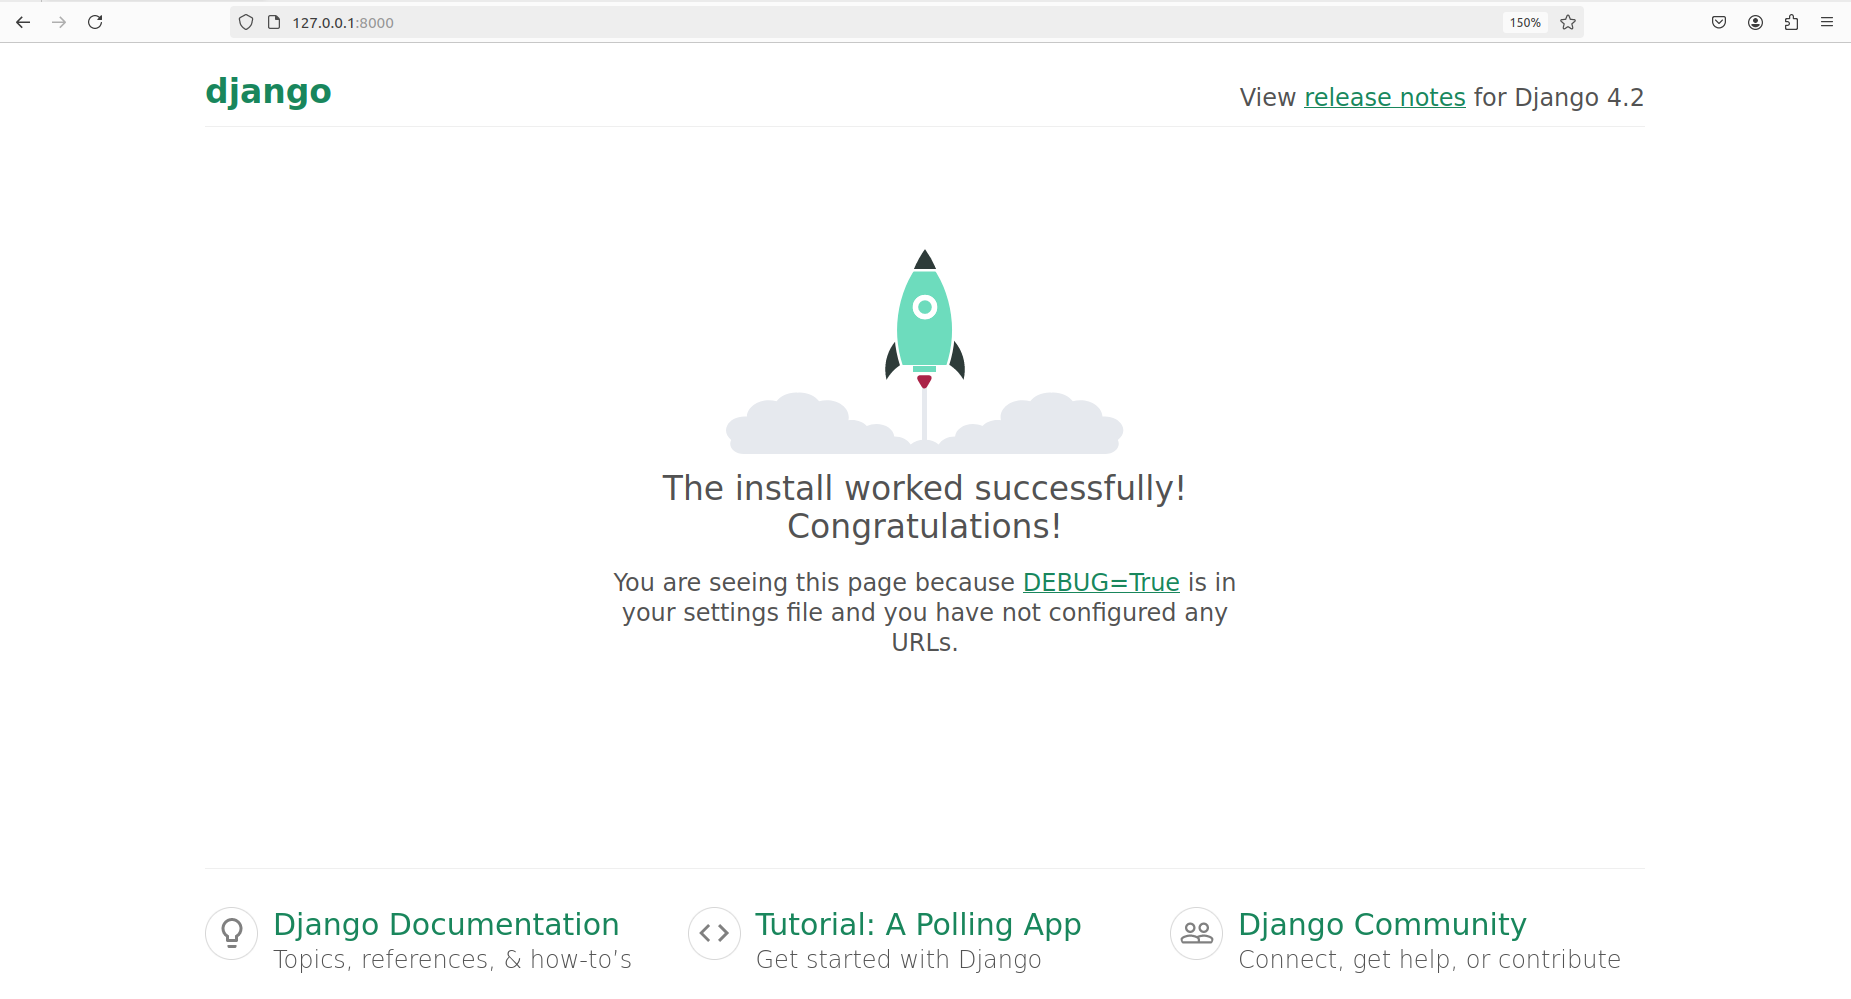 127.0.0.1:8000
150%
django
View release notes for Django 4.2
The install worked successfully!
Congratulations!
You are seeing this page because DEBUG=True is in
your settings file and you have not configured any
URLs.
Django Documentation
Topics, references, & how-to’s
Tutorial: A Polling App
Get started with Django
Django Community
Connect, get help, or contribute